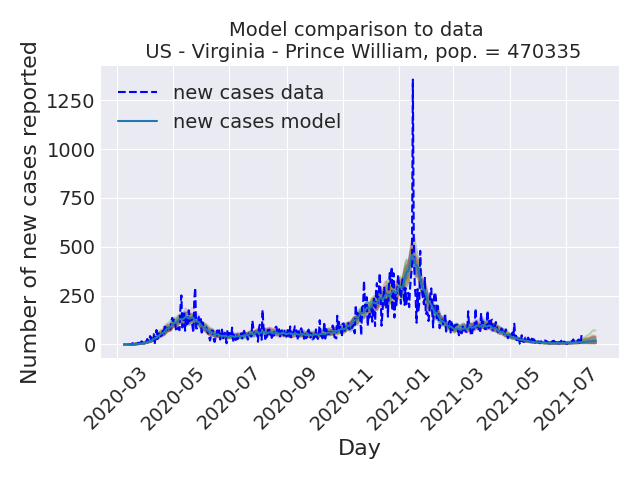 Model comparison to data
US - Virginia - Prince William, pop. = 470335
Number of new cases reported
1250
1000
750
500
250
0
new cases data
new cases model
2020-03
2020-05
2020-07
2020-09
2020-11
2021-01
2021-03
2021-05
2021-07
Day